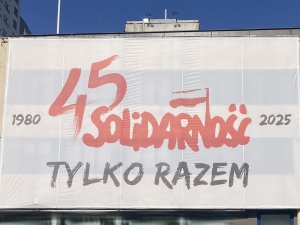 45
1980 SOLIDARNOŚĆ 2025
TYLKO RAZEM